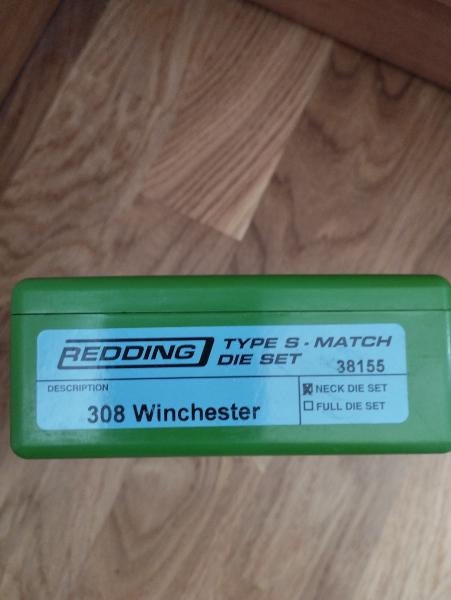 REDDING
TYPE S - MATCH
DIE SET 38155
DESCRIPTION
308 Winchester
☒ NECK DIE SET
☐ FULL DIE SET